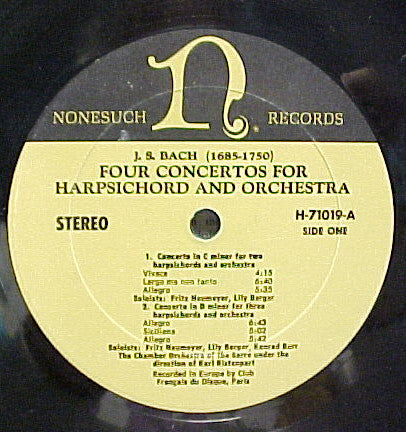 n.
NONESUCH RECORDS
J. S. BACH (1685-1750)
FOUR CONCERTOS FOR
HARPSICHORD AND ORCHESTRA
STEREO
H-71019-A
SIDE ONE
1. Concerto in C minor for two
harpsichords and orchestra
Vivace 4:15
Largo ma non tanto 6:40
Allegro 5:35
Soloists: Fritz Neumeyer, Lily Berger
2. Concerto in D minor for three
harpsichords and orchestra
Allegro 6:43
Siciliana 5:02
Allegro 5:42
Soloists: Fritz Neumeyer, Lily Berger, Konrad Burr
The Chamber Orchestra of the Sarre under the
direction of Karl Ristenpart
Recorded in Europe by Club
Français du Disque, Paris